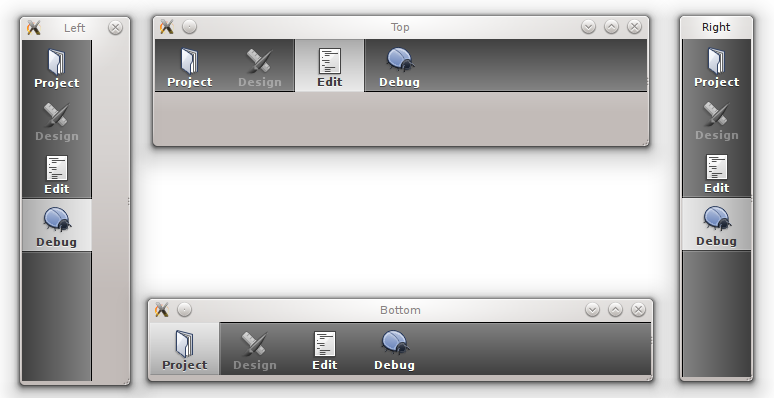 Left
Project
Design
Edit
Debug
Top
Project Design Edit Debug
Right
Project
Design
Edit
Debug
Bottom
Project Design Edit Debug